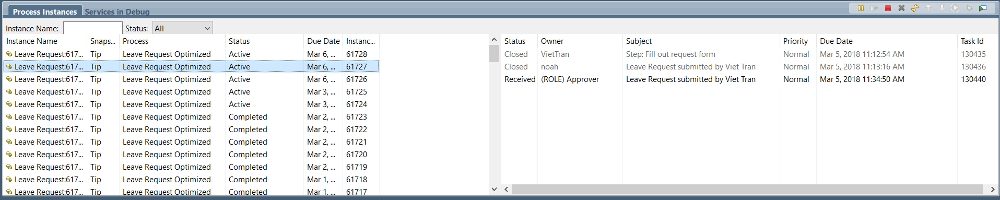 Process Instances Services in Debug
Instance Name: Status: All
Instance Name Snaps... Process Status Due Date Instanc...
Leave Request:617... Tip Leave Request Optimized Active Mar 6, ... 61728
Leave Request:617... Tip Leave Request Optimized Active Mar 6, ... 61727
Leave Request:617... Tip Leave Request Optimized Active Mar 6, ... 61726
Leave Request:617... Tip Leave Request Optimized Active Mar 3, ... 61725
Leave Request:617... Tip Leave Request Optimized Active Mar 3, ... 61724
Leave Request:617... Tip Leave Request Optimized Completed Mar 2, ... 61723
Leave Request:617... Tip Leave Request Optimized Completed Mar 2, ... 61722
Leave Request:617... Tip Leave Request Optimized Completed Mar 2, ... 61721
Leave Request:617... Tip Leave Request Optimized Completed Mar 2, ... 61720
Leave Request:617... Tip Leave Request Optimized Completed Mar 2, ... 61719
Leave Request:617... Tip Leave Request Optimized Completed Mar 1, ... 61718
Leave Request:617... Tip Leave Request Optimized Completed Mar 1, ... 61717
Status Owner Subject Priority Due Date Task Id
Closed VietTran Step: Fill out request form Normal Mar 5, 2018 11:12:54 AM 130435
Closed noah Leave Request submitted by Viet Tran Normal Mar 5, 2018 11:13:16 AM 130436
Received (ROLE) Approver Leave Request submitted by Viet Tran Normal Mar 5, 2018 11:34:50 AM 130440